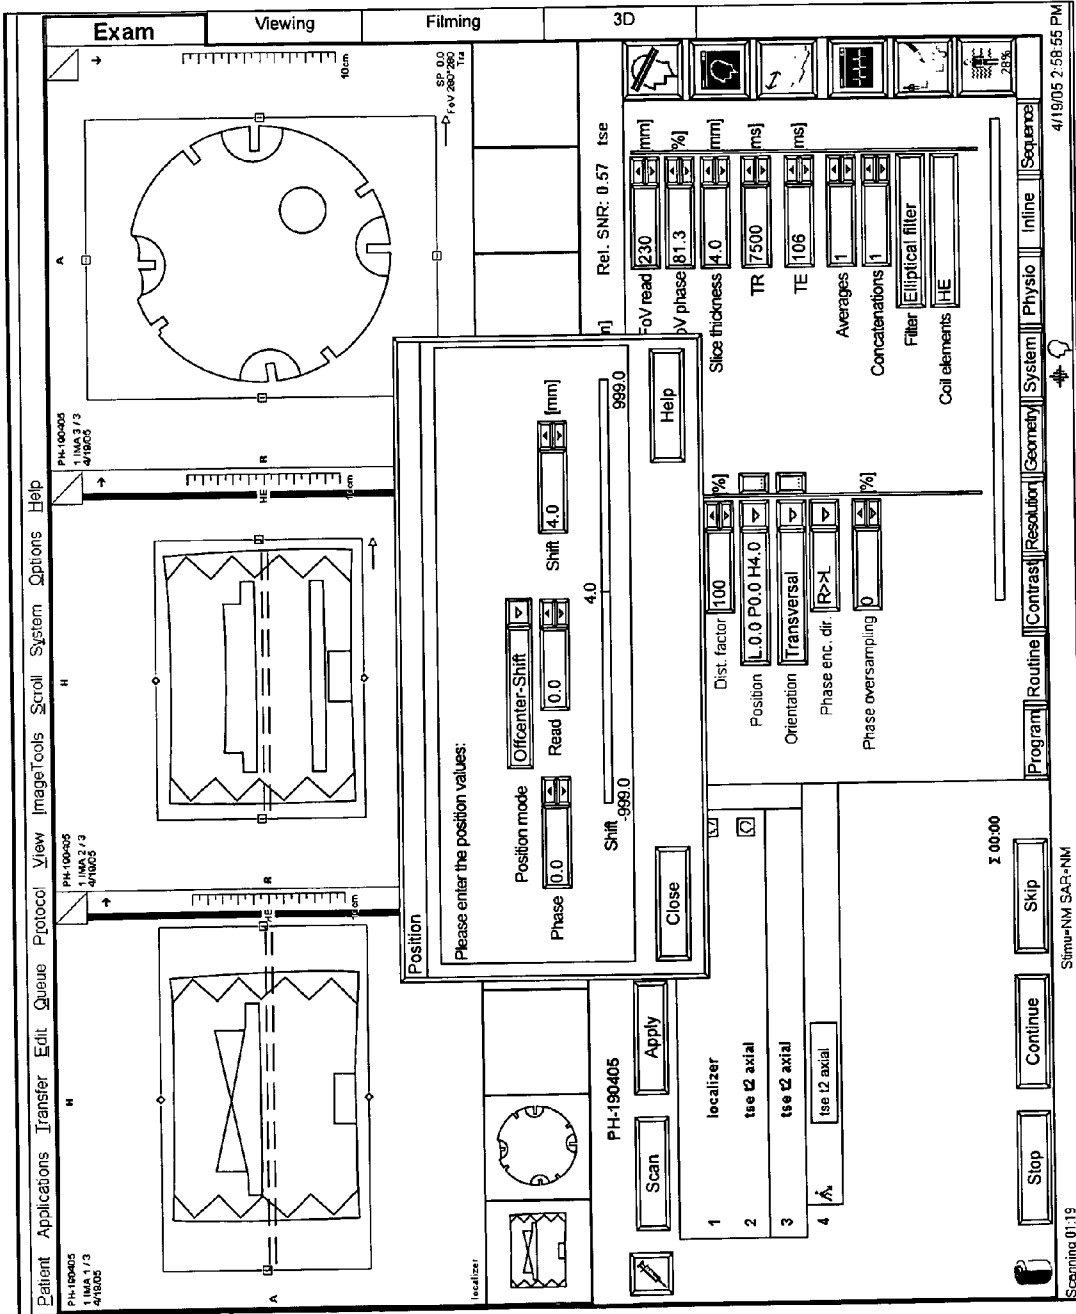 Patient Applications Transfer Edit Queue Protocol View ImageTools Scroll System Options Help
Exam
Viewing
Filming
3D
PH-190405
1 IMA 1 / 3
4/19/05
H
A
HE
localizer
PH-190405
1 IMA 2 / 3
4/19/05
H
R
HE
PH-190405
1 IMA 3 / 3
4/19/05
A
R
10cm
SP 0.0
FoV 280*280
Tra
Position
Please enter the position values:
Position mode Offcenter-Shift
Phase 0.0 Read 0.0 Shift 4.0 [mm]
Shift 4.0
-999.0 999.0
Close Help
PH-190405
Rel. SNR: 0.57 tse
Scan Apply
1 localizer
2 tse t2 axial
3 tse t2 axial
4 tse t2 axial
Σ 00:00
Stop Continue Skip
Dist. factor 100 %]
Position L0.0 P0.0 H4.0
Orientation Transversal
Phase enc. dir. R>>L
Phase oversampling 0 %]
FoV read 230 [mm]
oV phase 81.3 %]
Slice thickness 4.0 [mm]
TR 7500 [ms]
TE 106 [ms]
Averages 1
Concatenations 1
Filter Elliptical filter
Coil elements HE
28%
Program Routine Contrast Resolution Geometry System Physio Inline Sequence
Scanning 01:19
Stimu=NM SAR=NM
4/19/05 2:58:55 PM